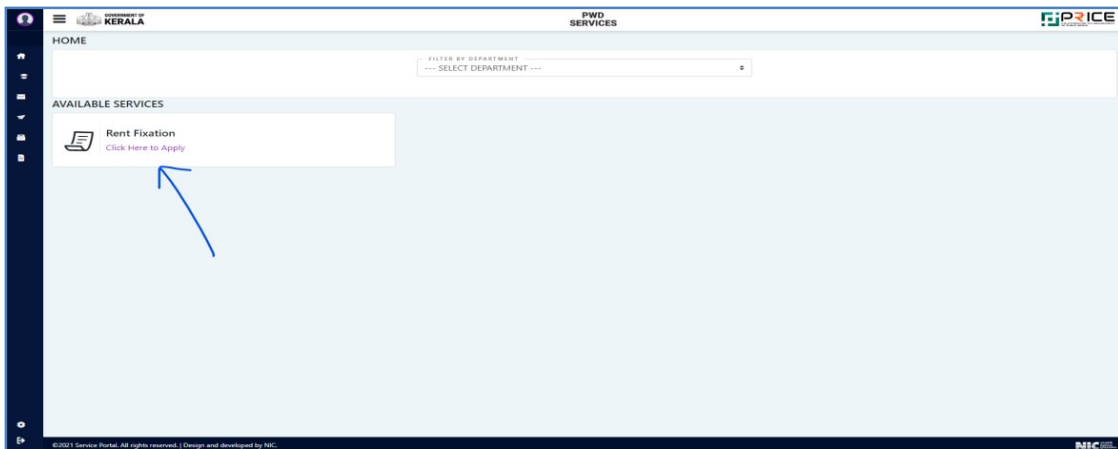 GOVERNMENT OF
KERALA
PWD
SERVICES
PRICE
HOME
FILTER BY DEPARTMENT
--- SELECT DEPARTMENT ---
AVAILABLE SERVICES
Rent Fixation
Click Here to Apply
©2021 Service Portal. All rights reserved. | Design and developed by NIC.
NIC